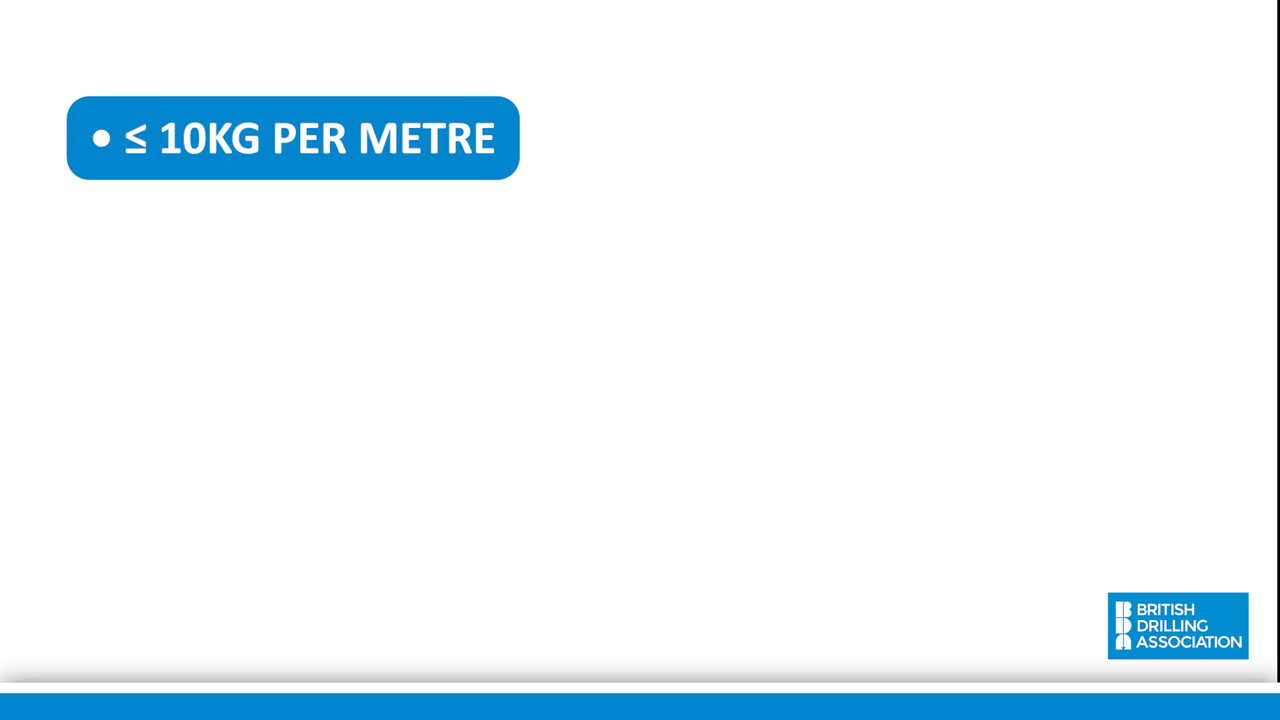 • ≤ 10KG PER METRE
BRITISH
DRILLING
ASSOCIATION